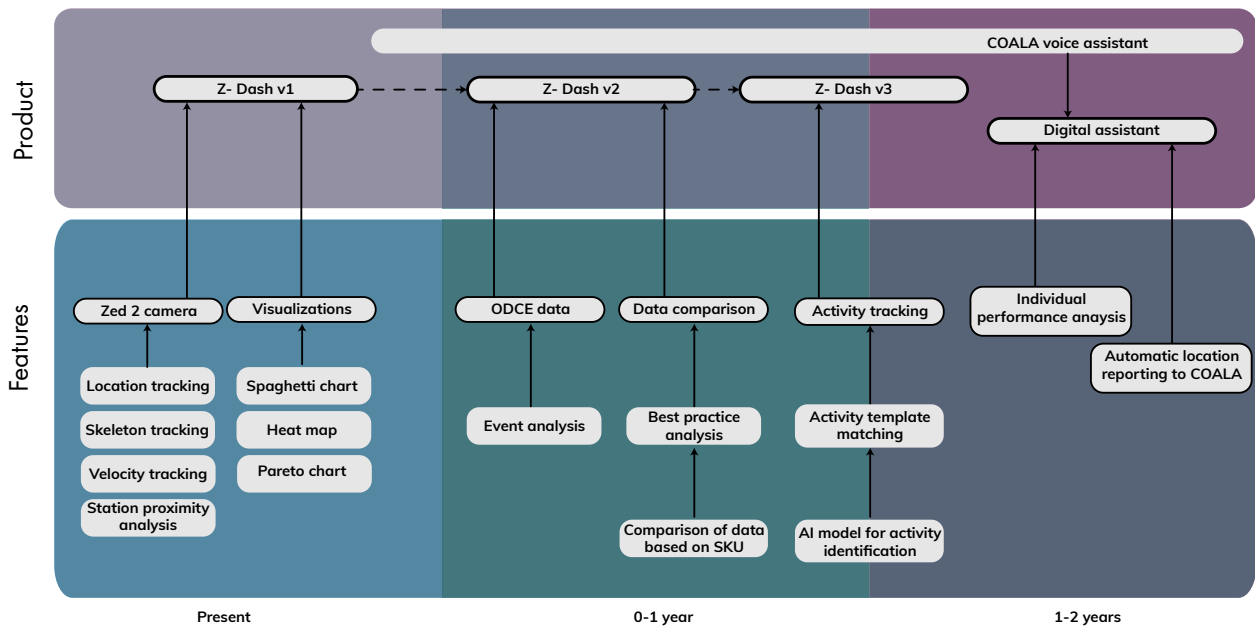 Product
COALA voice assistant
Z- Dash v1
Z- Dash v2
Z- Dash v3
Digital assistant
Features
Zed 2 camera
Visualizations
ODCE data
Data comparison
Activity tracking
Individual
performance anaysis
Automatic location
reporting to COALA
Location tracking
Skeleton tracking
Velocity tracking
Station proximity
analysis
Spaghetti chart
Heat map
Pareto chart
Event analysis
Best practice
analysis
Comparison of data
based on SKU
Activity template
matching
AI model for activity
identification
Present
0-1 year
1-2 years